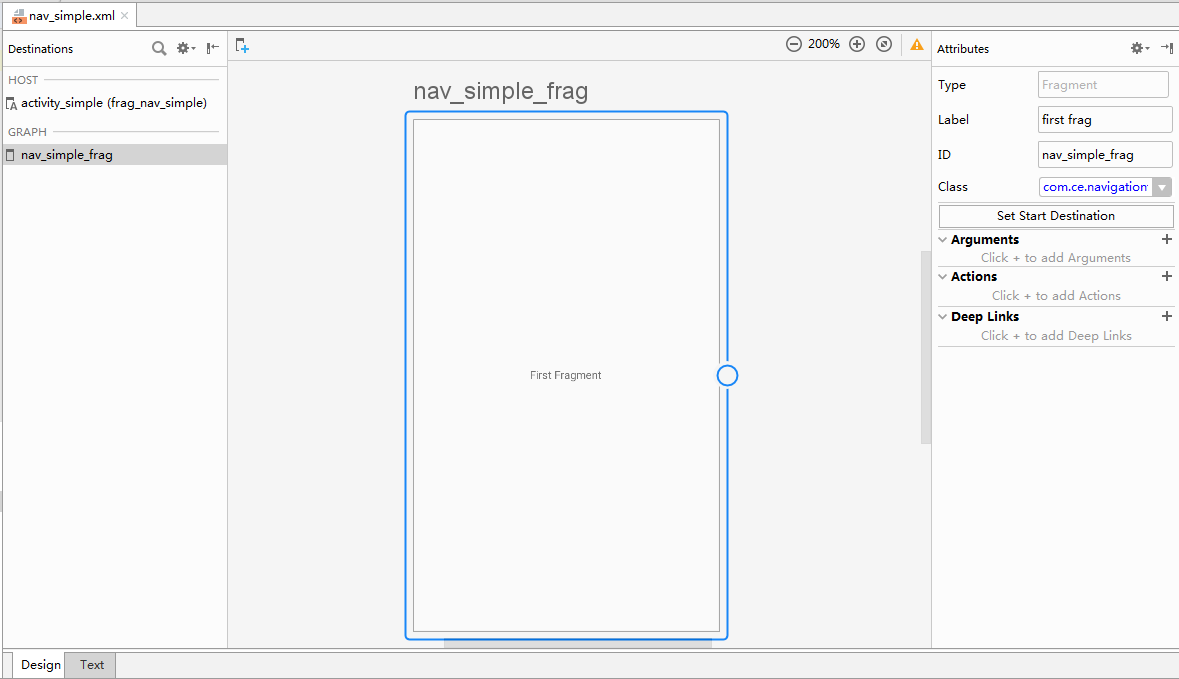 nav_simple.xml
Destinations
200%
Attributes
HOST
activity_simple (frag_nav_simple)
GRAPH
nav_simple_frag
nav_simple_frag
First Fragment
Type
Fragment
Label
first frag
ID
nav_simple_frag
Class
com.ce.navigation
Set Start Destination
Arguments
Click + to add Arguments
Actions
Click + to add Actions
Deep Links
Click + to add Deep Links
Design
Text